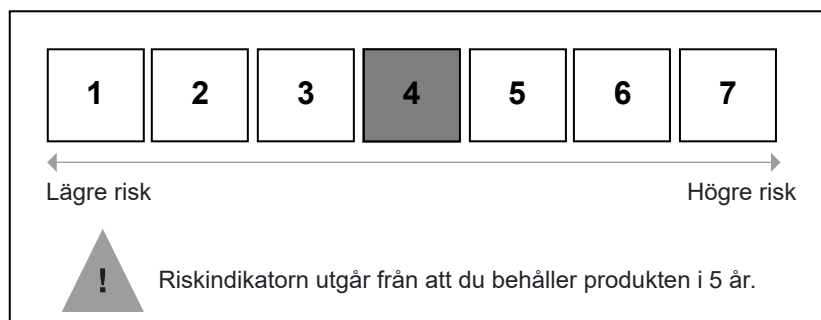 1 2 3 4 5 6 7
Lägre risk Högre risk
! Riskindikatorn utgår från att du behåller produkten i 5 år.